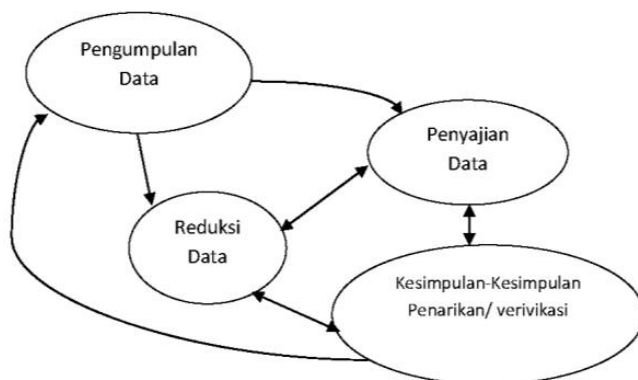 Pengumpulan
Data
Penyajian
Data
Reduksi
Data
Kesimpulan-Kesimpulan
Penarikan/ verivikasi